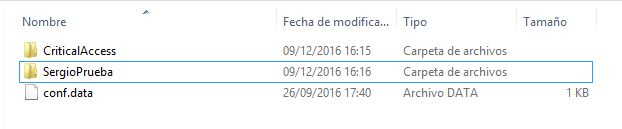 Nombre Fecha de modifica... Tipo Tamaño
CriticalAccess 09/12/2016 16:15 Carpeta de archivos
SergioPrueba 09/12/2016 16:16 Carpeta de archivos
conf.data 26/09/2016 17:40 Archivo DATA 1 KB